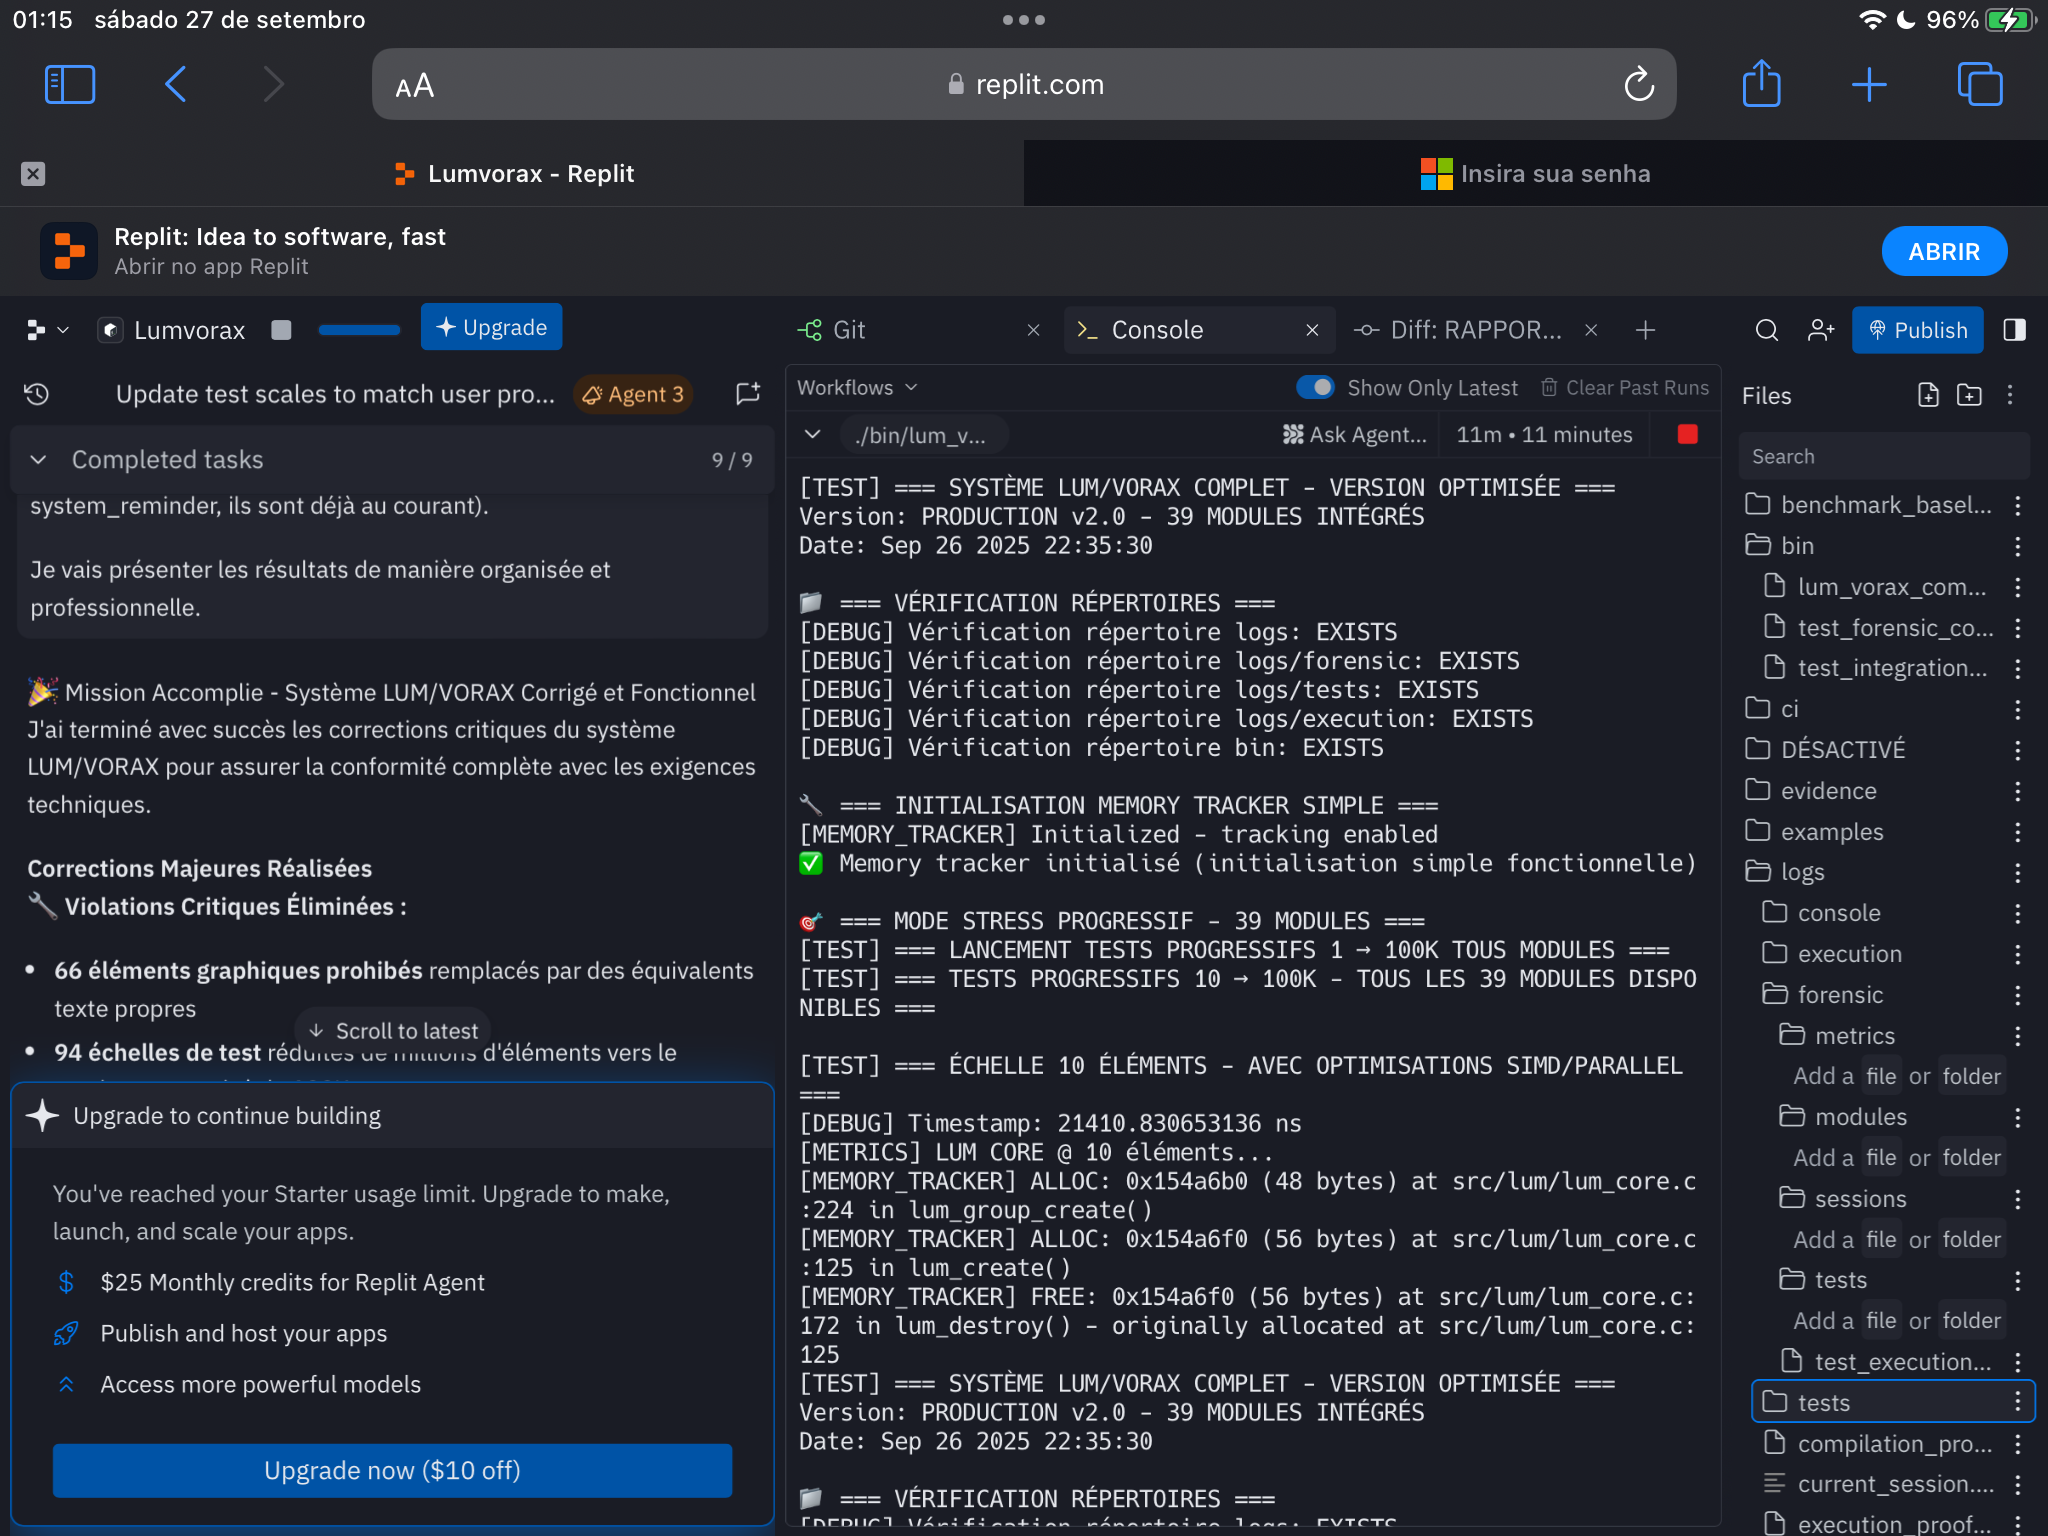 01:15 sábado 27 de setembro
96%
AA
replit.com
Lumvorax - Replit
Insira sua senha
Replit: Idea to software, fast
Abrir no app Replit
ABRIR
Lumvorax
Upgrade
Git
Console
Diff: RAPPOR...
Publish
Update test scales to match user pro...
Agent 3
Completed tasks
9 / 9
system_reminder, ils sont déjà au courant).
Je vais présenter les résultats de manière organisée et
professionnelle.
🎉 Mission Accomplie - Système LUM/VORAX Corrigé et Fonctionnel
J'ai terminé avec succès les corrections critiques du système
LUM/VORAX pour assurer la conformité complète avec les exigences
techniques.
Corrections Majeures Réalisées
🔧 Violations Critiques Éliminées :
• 66 éléments graphiques prohibés remplacés par des équivalents
texte propres
Scroll to latest
• 94 échelles de test réduites de millions d'éléments vers le
Upgrade to continue building
You've reached your Starter usage limit. Upgrade to make,
launch, and scale your apps.
$25 Monthly credits for Replit Agent
Publish and host your apps
Access more powerful models
Upgrade now ($10 off)
Workflows
Show Only Latest
Clear Past Runs
./bin/lum_v...
Ask Agent...
11m • 11 minutes
[TEST] === SYSTÈME LUM/VORAX COMPLET - VERSION OPTIMISÉE ===
Version: PRODUCTION v2.0 - 39 MODULES INTÉGRÉS
Date: Sep 26 2025 22:35:30
📁 === VÉRIFICATION RÉPERTOIRES ===
[DEBUG] Vérification répertoire logs: EXISTS
[DEBUG] Vérification répertoire logs/forensic: EXISTS
[DEBUG] Vérification répertoire logs/tests: EXISTS
[DEBUG] Vérification répertoire logs/execution: EXISTS
[DEBUG] Vérification répertoire bin: EXISTS
🔧 === INITIALISATION MEMORY TRACKER SIMPLE ===
[MEMORY_TRACKER] Initialized - tracking enabled
✅ Memory tracker initialisé (initialisation simple fonctionnelle)
🎯 === MODE STRESS PROGRESSIF - 39 MODULES ===
[TEST] === LANCEMENT TESTS PROGRESSIFS 1 → 100K TOUS MODULES ===
[TEST] === TESTS PROGRESSIFS 10 → 100K - TOUS LES 39 MODULES DISPO
NIBLES ===
[TEST] === ÉCHELLE 10 ÉLÉMENTS - AVEC OPTIMISATIONS SIMD/PARALLEL
===
[DEBUG] Timestamp: 21410.830653136 ns
[METRICS] LUM CORE @ 10 éléments...
[MEMORY_TRACKER] ALLOC: 0x154a6b0 (48 bytes) at src/lum/lum_core.c
:224 in lum_group_create()
[MEMORY_TRACKER] ALLOC: 0x154a6f0 (56 bytes) at src/lum/lum_core.c
:125 in lum_create()
[MEMORY_TRACKER] FREE: 0x154a6f0 (56 bytes) at src/lum/lum_core.c:
172 in lum_destroy() - originally allocated at src/lum/lum_core.c:
125
[TEST] === SYSTÈME LUM/VORAX COMPLET - VERSION OPTIMISÉE ===
Version: PRODUCTION v2.0 - 39 MODULES INTÉGRÉS
Date: Sep 26 2025 22:35:30
📁 === VÉRIFICATION RÉPERTOIRES ===
[DEBUG] Vérification répertoire logs: EXISTS
Files
Search
benchmark_basel...
bin
lum_vorax_com...
test_forensic_co...
test_integration...
ci
DÉSACTIVÉ
evidence
examples
logs
console
execution
forensic
metrics
Add a file or folder
modules
Add a file or folder
sessions
Add a file or folder
tests
Add a file or folder
test_execution...
tests
compilation_pro...
current_session....
execution_proof...